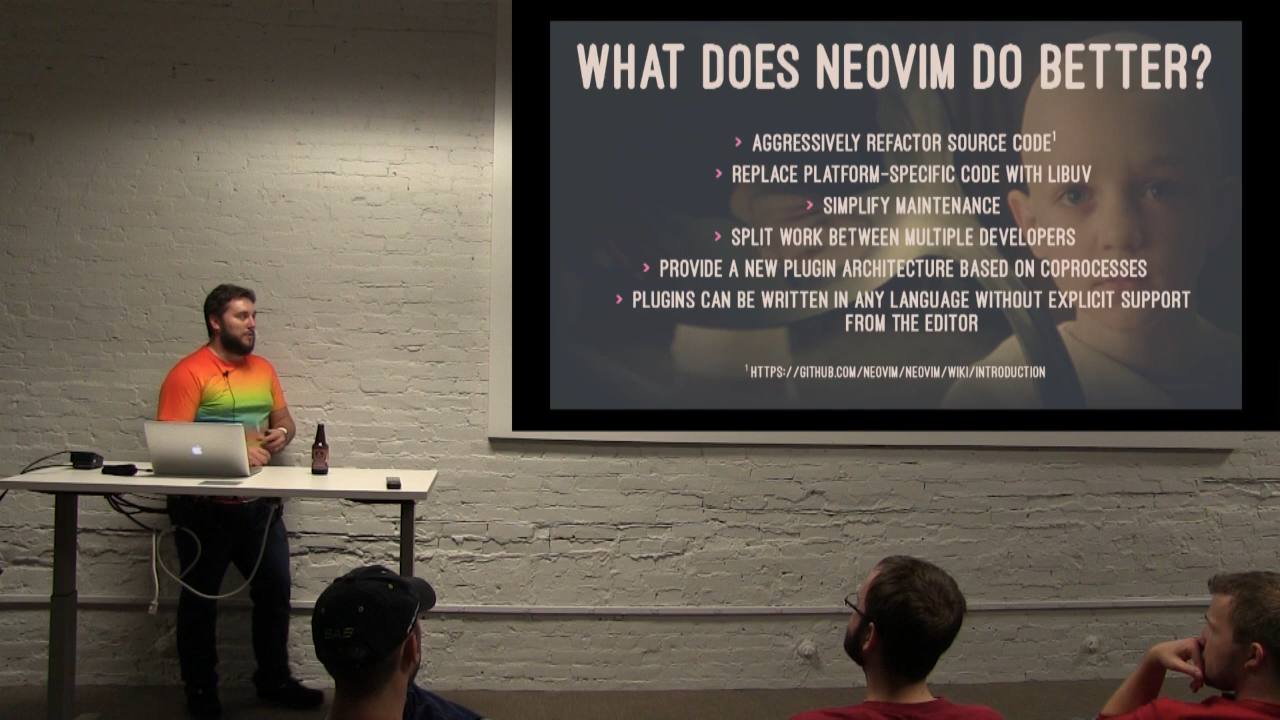 WHAT DOES NEOVIM DO BETTER?
> AGGRESSIVELY REFACTOR SOURCE CODE¹
> REPLACE PLATFORM-SPECIFIC CODE WITH LIBUV
> SIMPLIFY MAINTENANCE
> SPLIT WORK BETWEEN MULTIPLE DEVELOPERS
> PROVIDE A NEW PLUGIN ARCHITECTURE BASED ON COPROCESSES
> PLUGINS CAN BE WRITTEN IN ANY LANGUAGE WITHOUT EXPLICIT SUPPORT
FROM THE EDITOR
¹ HTTPS://GITHUB.COM/NEOVIM/NEOVIM/WIKI/INTRODUCTION